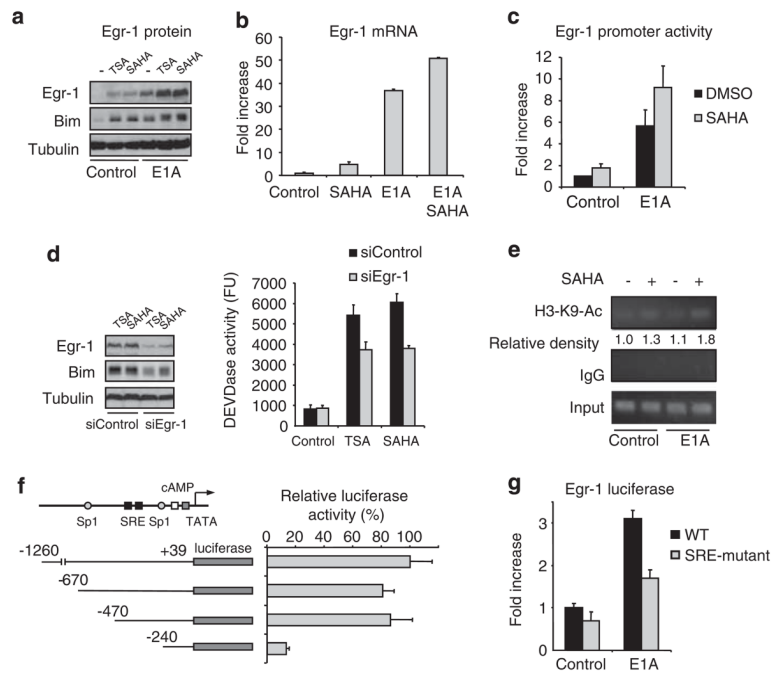 a
Egr-1 protein
- TSA SAHA - TSA SAHA
Egr-1
Bim
Tubulin
Control E1A
b
Egr-1 mRNA
Fold increase
60
50
40
30
20
10
0
Control SAHA E1A E1A
SAHA
c
Egr-1 promoter activity
Fold increase
12
10
8
6
4
2
0
Control E1A
DMSO
SAHA
d
TSA SAHA TSA SAHA
Egr-1
Bim
Tubulin
siControl siEgr-1
siControl
siEgr-1
DEVDase activity (FU)
7000
6000
5000
4000
3000
2000
1000
0
Control TSA SAHA
e
SAHA - + - +
H3-K9-Ac
Relative density 1.0 1.3 1.1 1.8
IgG
Input
Control E1A
f
cAMP
Sp1 SRE Sp1 TATA
-1260 +39 luciferase
-670
-470
-240
Relative luciferase
activity (%)
0 20 40 60 80 100
g
Egr-1 luciferase
Fold increase
3
2
1
0
Control E1A
WT
SRE-mutant